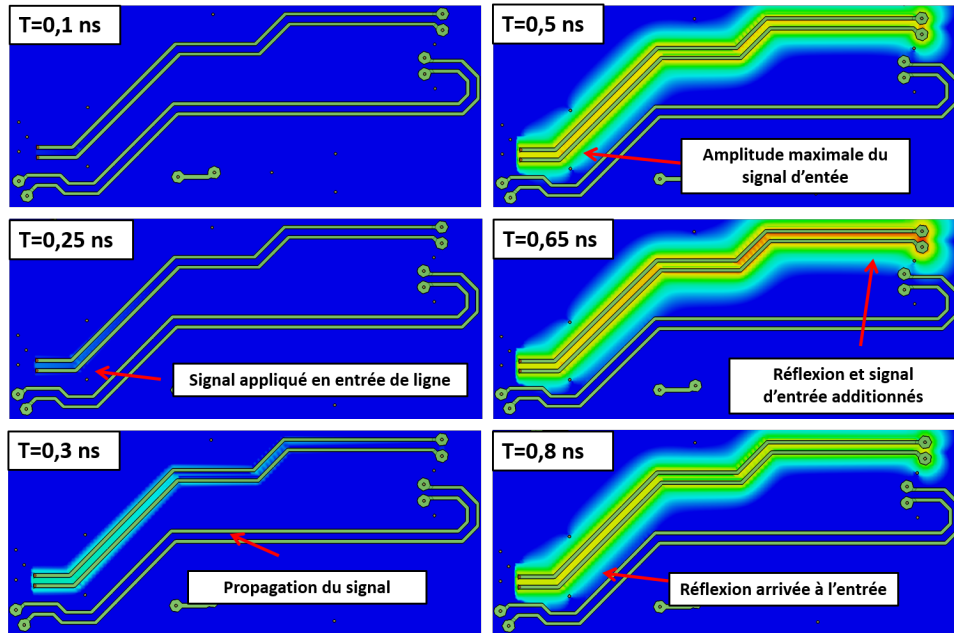 T=0,1 ns
T=0,5 ns
Amplitude maximale du
signal d'entée
T=0,25 ns
Signal appliqué en entrée de ligne
T=0,65 ns
Réflexion et signal
d'entrée additionnés
T=0,3 ns
Propagation du signal
T=0,8 ns
Réflexion arrivée à l'entrée